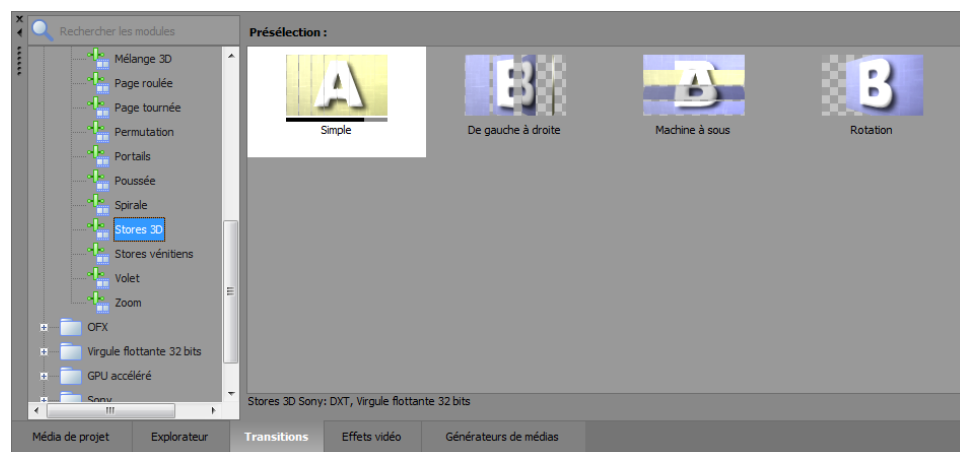 Rechercher les modules
Mélange 3D
Page roulée
Page tournée
Permutation
Portails
Poussée
Spirale
Stores 3D
Stores vénitiens
Volet
Zoom
OFX
Virgule flottante 32 bits
GPU accéléré
Sony
Présélection :
A
Simple
B
De gauche à droite
B
Machine à sous
B
Rotation
Stores 3D Sony: DXT, Virgule flottante 32 bits
Média de projet
Explorateur
Transitions
Effets vidéo
Générateurs de médias